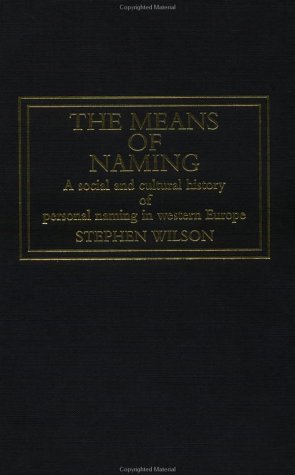 THE MEANS
OF
NAMING
A social and cultural history
of
personal naming in western Europe
STEPHEN WILSON